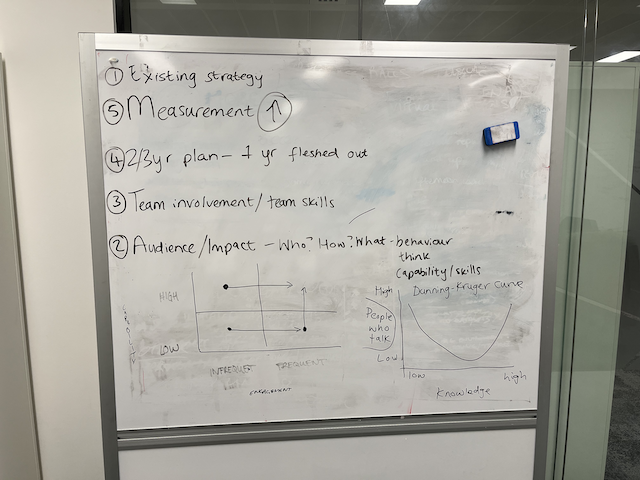 ① Existing strategy
⑤ Measurement ↑
④ 2/3yr plan - 1 yr fleshed out
③ Team involvement/team skills
② Audience/Impact - Who? How? What - behaviour
think
Capability/skills
HIGH
LOW
INFREQUENT FREQUENT
ENGAGEMENT
Dunning-Kruger curve
High
People
who
talk
Low
low high
Knowledge